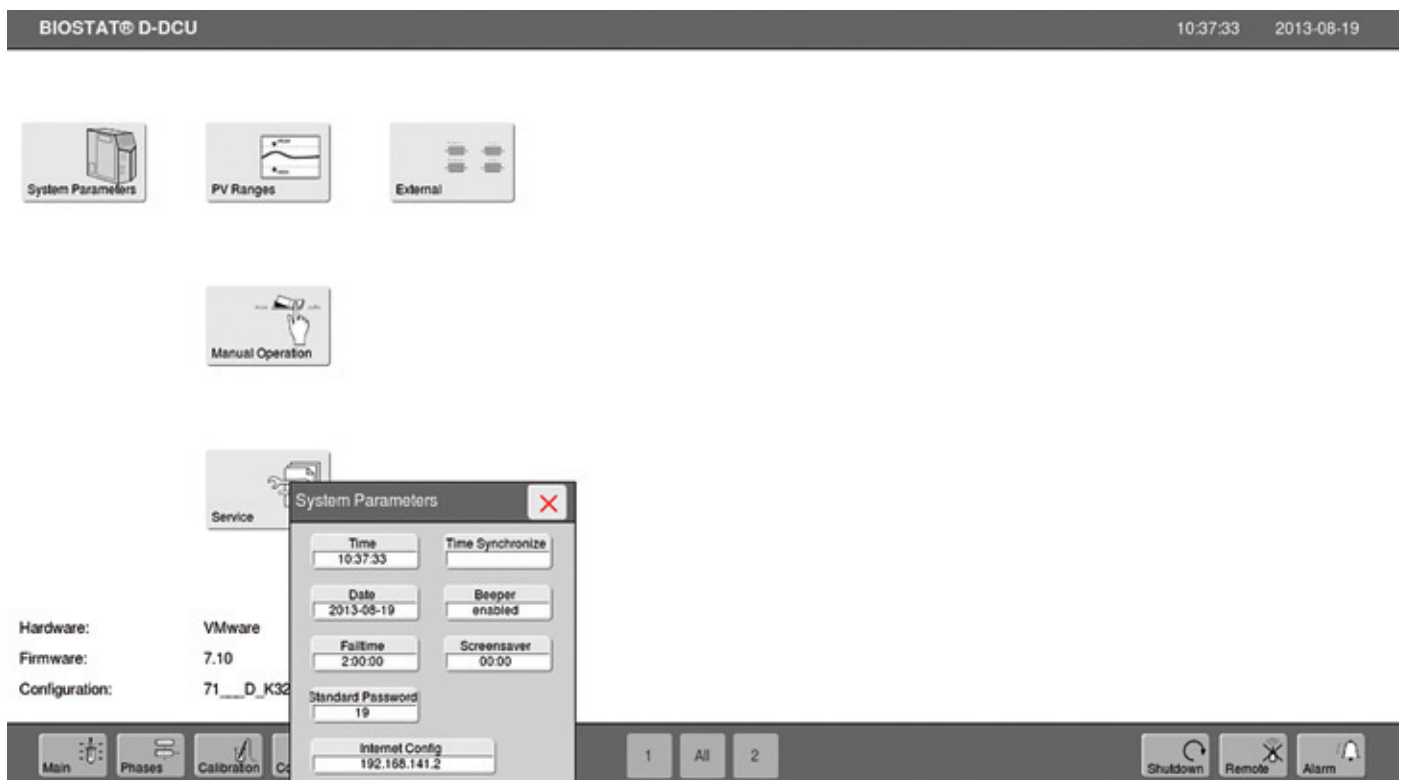 BIOSTAT® D-DCU
10:37:33 2013-08-19
System Parameters
PV Ranges
External
Manual Operation
Service
System Parameters
Time Time Synchronize
10:37:33
Date Beeper
2013-08-19 enabled
Failtime Screensaver
2:00:00 00:00
Standard Password
19
Internet Config
192.168.141.2
Hardware: VMware
Firmware: 7.10
Configuration: 71___D_K32
Main
Phases
Calibration
1
All
2
Shutdown
Remote
Alarm